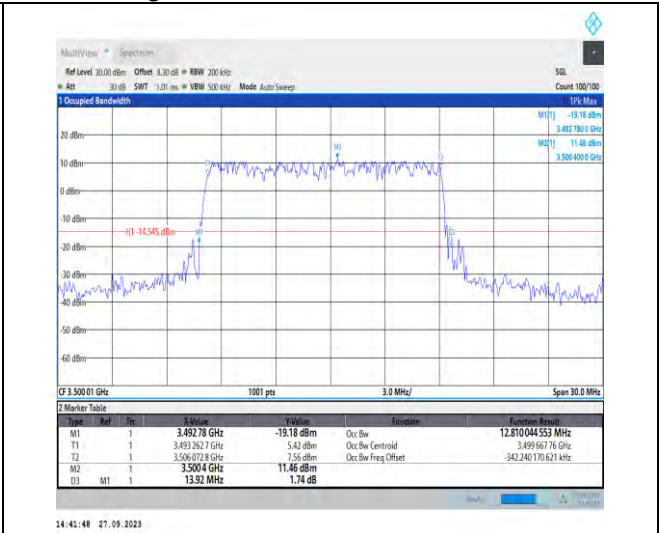 MultiView Spectrum
Ref Level 30.00 dBm Offset 8.30 dB RBW 200 kHz SGL
Att 30 dB SWT 1.01 ms VBW 500 kHz Mode Auto Sweep Count 100/100
1 Occupied Bandwidth 1Pk Max
M1[1] -19.18 dBm
3.492 780 0 GHz
M2[1] 11.46 dBm
3.500 400 0 GHz
20 dBm
M2
10 dBm
0 dBm
-10 dBm
H1 -14.545 dBm
M1
D3
-20 dBm
-30 dBm
-40 dBm
-50 dBm
-60 dBm
CF 3.500 01 GHz 1001 pts 3.0 MHz/ Span 30.0 MHz
2 Marker Table
Type Ref Trc X-Value Y-Value Function Function Result
M1 1 3.492 78 GHz -19.18 dBm Occ Bw 12.810 044 553 MHz
T1 1 3.493 262 7 GHz 5.42 dBm Occ Bw Centroid 3.499 667 76 GHz
T2 1 3.506 072 8 GHz 7.56 dBm Occ Bw Freq Offset -342.240 170 621 kHz
M2 1 3.500 4 GHz 11.46 dBm
D3 M1 1 13.92 MHz 1.74 dB
14:41:48 27.09.2023